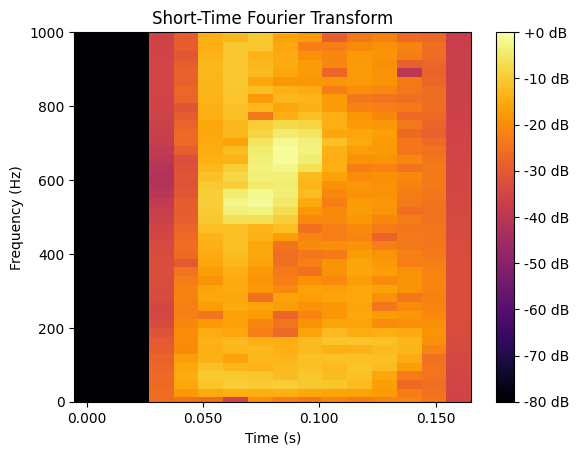 Short-Time Fourier Transform
Frequency (Hz)
1000
800
600
400
200
0
0.000
0.050
0.100
0.150
Time (s)
+0 dB
-10 dB
-20 dB
-30 dB
-40 dB
-50 dB
-60 dB
-70 dB
-80 dB